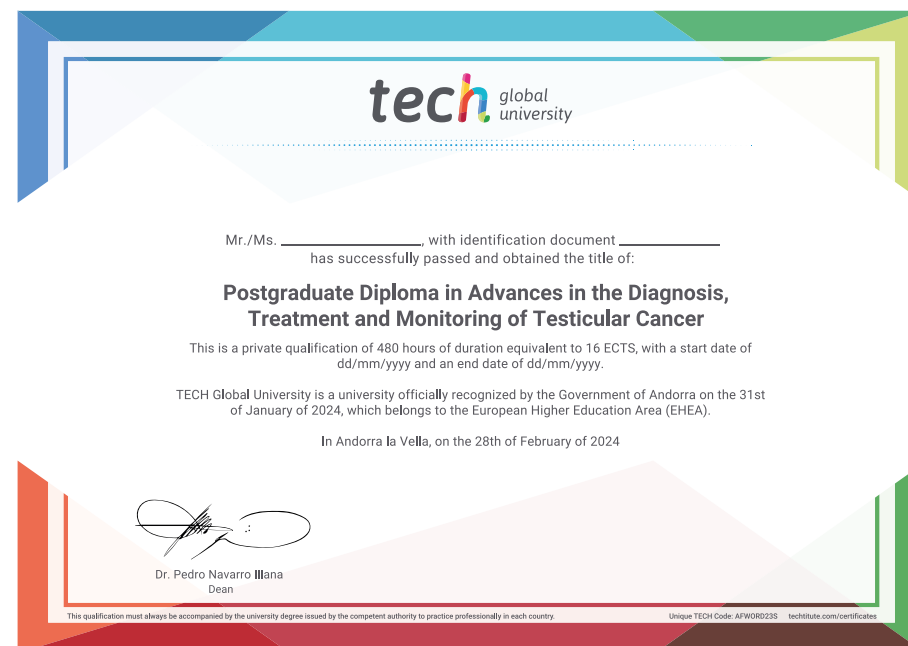 tech global university
Mr./Ms. ____________________, with identification document ______________
has successfully passed and obtained the title of:
Postgraduate Diploma in Advances in the Diagnosis,
Treatment and Monitoring of Testicular Cancer
This is a private qualification of 480 hours of duration equivalent to 16 ECTS, with a start date of
dd/mm/yyyy and an end date of dd/mm/yyyy.
TECH Global University is a university officially recognized by the Government of Andorra on the 31st
of January of 2024, which belongs to the European Higher Education Area (EHEA).
In Andorra la Vella, on the 28th of February of 2024
Dr. Pedro Navarro Illana
Dean
This qualification must always be accompanied by the university degree issued by the competent authority to practice professionally in each country.
Unique TECH Code: AFWORD23S techtitute.com/certificates